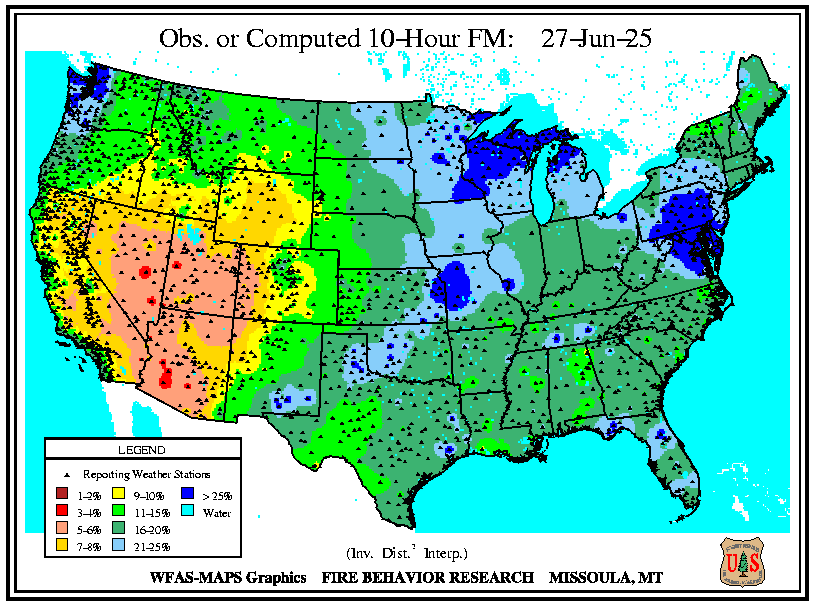 Obs. or Computed 10-Hour FM: 27-Jun-25
LEGEND
Reporting Weather Stations
1-2% 9-10% > 25%
3-4% 11-15% Water
5-6% 16-20%
7-8% 21-25%
(Inv. Dist.² Interp.)
WFAS-MAPS Graphics FIRE BEHAVIOR RESEARCH MISSOULA, MT
U S